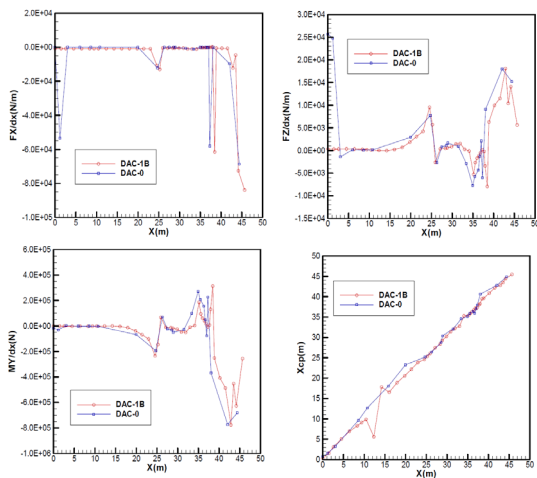 2.0E+04
0.0E+00
-2.0E+04
-4.0E+04
-6.0E+04
-8.0E+04
-1.0E+05
FX/dx(N/m)
DAC-1B
DAC-0
0 5 10 15 20 25 30 35 40 45 50
X(m)
3.0E+04
2.5E+04
2.0E+04
1.5E+04
1.0E+04
5.0E+03
0.0E+00
-5.0E+03
-1.0E+04
-1.5E+04
FZ/dx(N/m)
DAC-1B
DAC-0
0 5 10 15 20 25 30 35 40 45 50
X(m)
6.0E+05
4.0E+05
2.0E+05
0.0E+00
-2.0E+05
-4.0E+05
-6.0E+05
-8.0E+05
-1.0E+06
MY/dx(N)
DAC-1B
DAC-0
0 5 10 15 20 25 30 35 40 45 50
X(m)
50
45
40
35
30
25
20
15
10
5
0
Xcp(m)
DAC-1B
DAC-0
0 5 10 15 20 25 30 35 40 45 50
X(m)